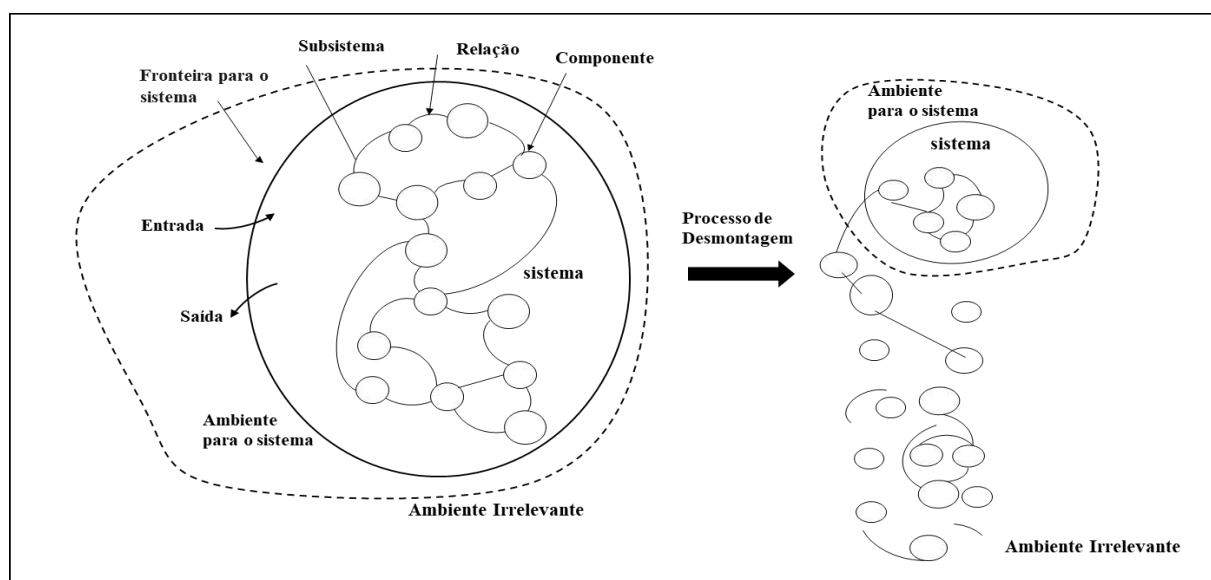 Subsistema
Relação
Componente
Fronteira para o
sistema
Entrada
Saída
sistema
Ambiente
para o sistema
Ambiente Irrelevante
Processo de
Desmontagem
Ambiente
para o sistema
sistema
Ambiente Irrelevante